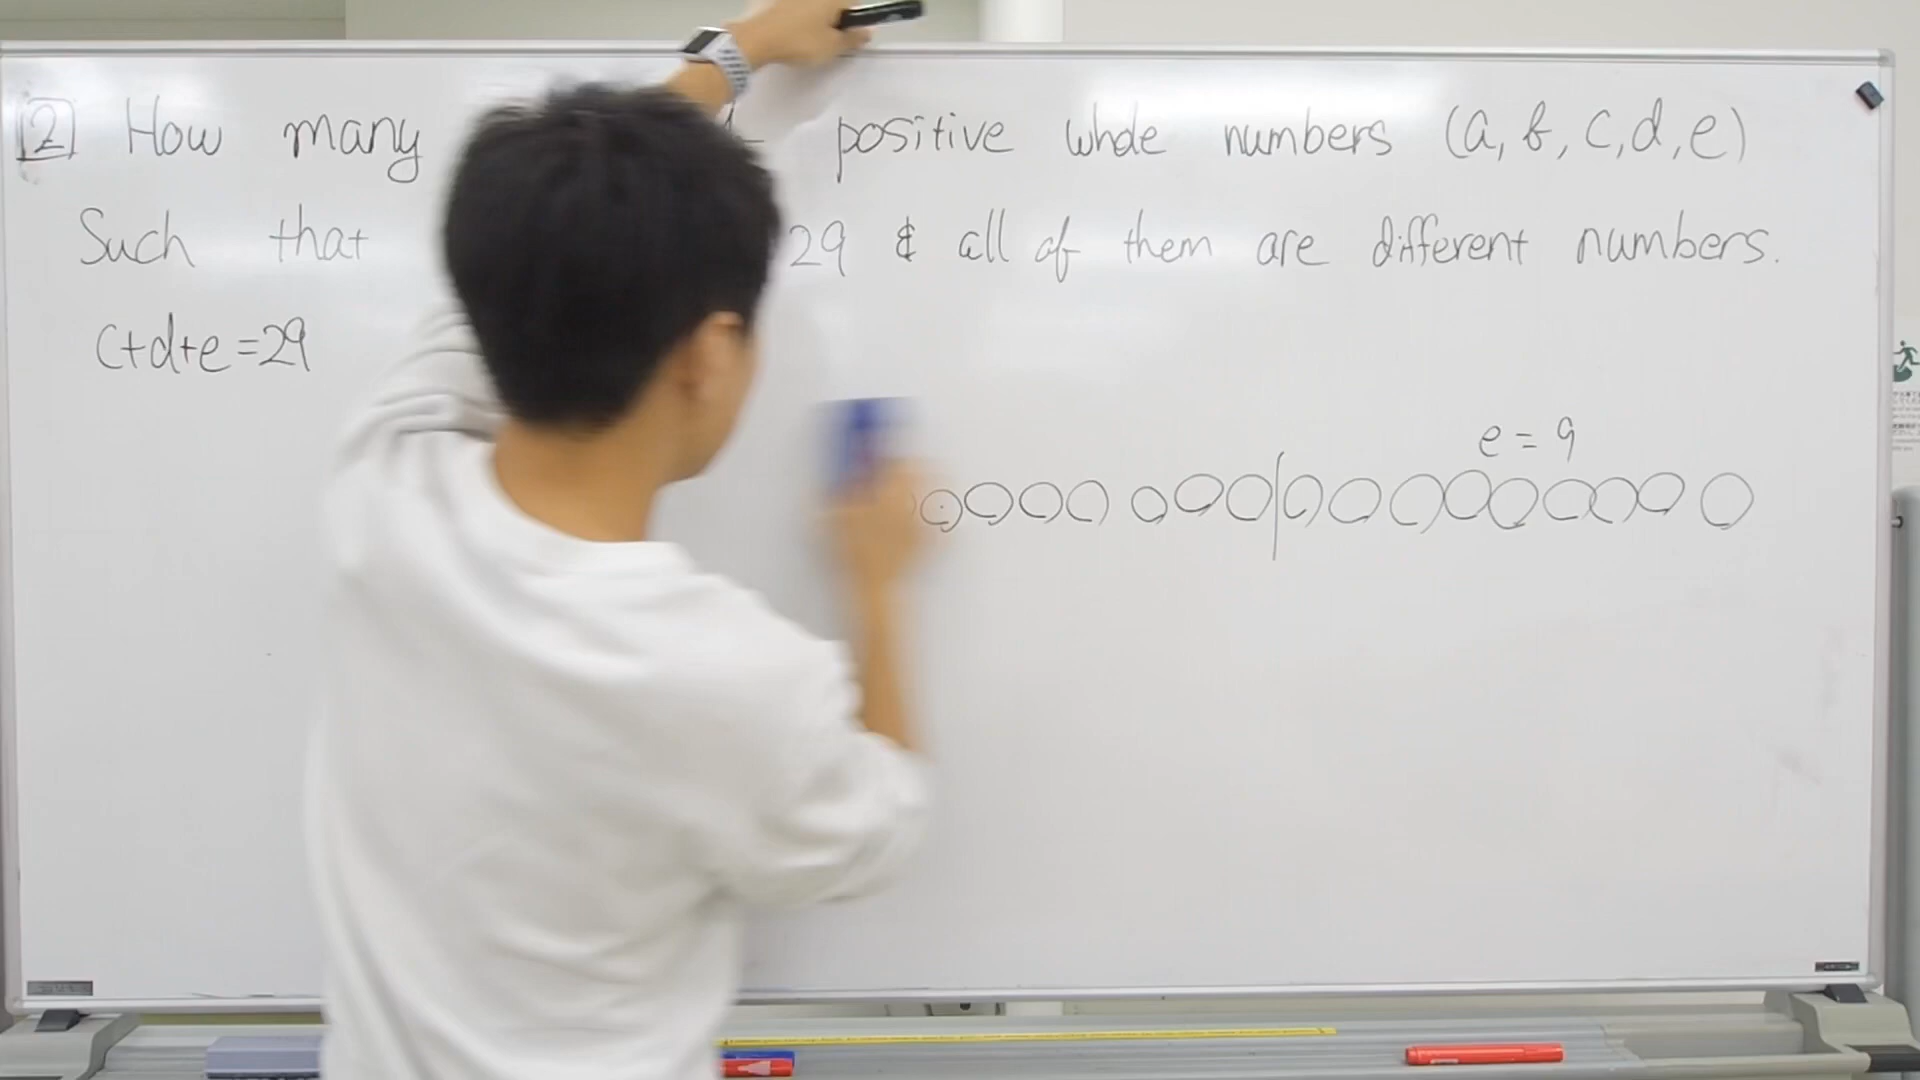 2 How many positive whole numbers (a, b, c, d, e)
Such that 29 & all of them are different numbers.
c+d+e=29
e = 9